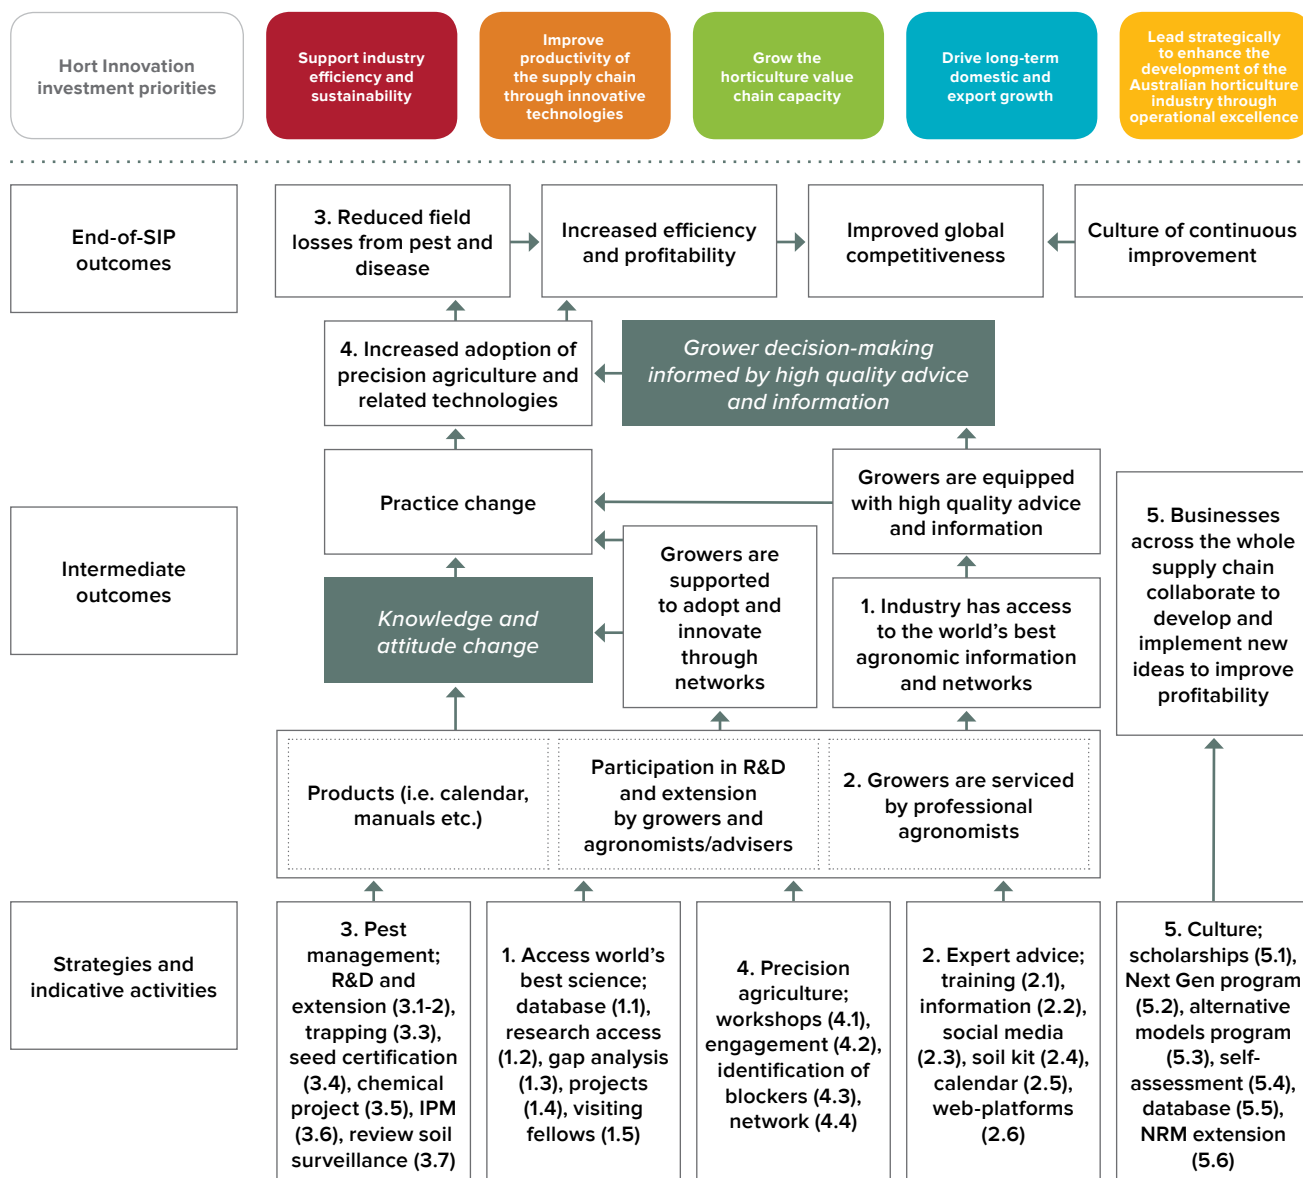 Hort Innovation
investment priorities
Support industry
efficiency and
sustainability
Improve
productivity of
the supply chain
through innovative
technologies
Grow the
horticulture value
chain capacity
Drive long-term
domestic and
export growth
Lead strategically
to enhance the
development of the
Australian horticulture
industry through
operational excellence
End-of-SIP
outcomes
3. Reduced field
losses from pest and
disease
Increased efficiency
and profitability
Improved global
competitiveness
Culture of continuous
improvement
4. Increased adoption of
precision agriculture and
related technologies
Grower decision-making
informed by high quality advice
and information
Intermediate
outcomes
Practice change
Growers are equipped
with high quality advice
and information
Knowledge and
attitude change
Growers are
supported
to adopt and
innovate
through
networks
1. Industry has access
to the world’s best
agronomic information
and networks
5. Businesses
across the whole
supply chain
collaborate to
develop and
implement new
ideas to improve
profitability
Products (i.e. calendar,
manuals etc.)
Participation in R&D
and extension
by growers and
agronomists/advisers
2. Growers are serviced
by professional
agronomists
Strategies and
indicative activities
3. Pest
management;
R&D and
extension (3.1-2),
trapping (3.3),
seed certification
(3.4), chemical
project (3.5), IPM
(3.6), review soil
surveillance (3.7)
1. Access world’s
best science;
database (1.1),
research access
(1.2), gap analysis
(1.3), projects
(1.4), visiting
fellows (1.5)
4. Precision
agriculture;
workshops (4.1),
engagement (4.2),
identification of
blockers (4.3),
network (4.4)
2. Expert advice;
training (2.1),
information (2.2),
social media
(2.3), soil kit (2.4),
calendar (2.5),
web-platforms
(2.6)
5. Culture;
scholarships (5.1),
Next Gen program
(5.2), alternative
models program
(5.3), self-
assessment (5.4),
database (5.5),
NRM extension
(5.6)